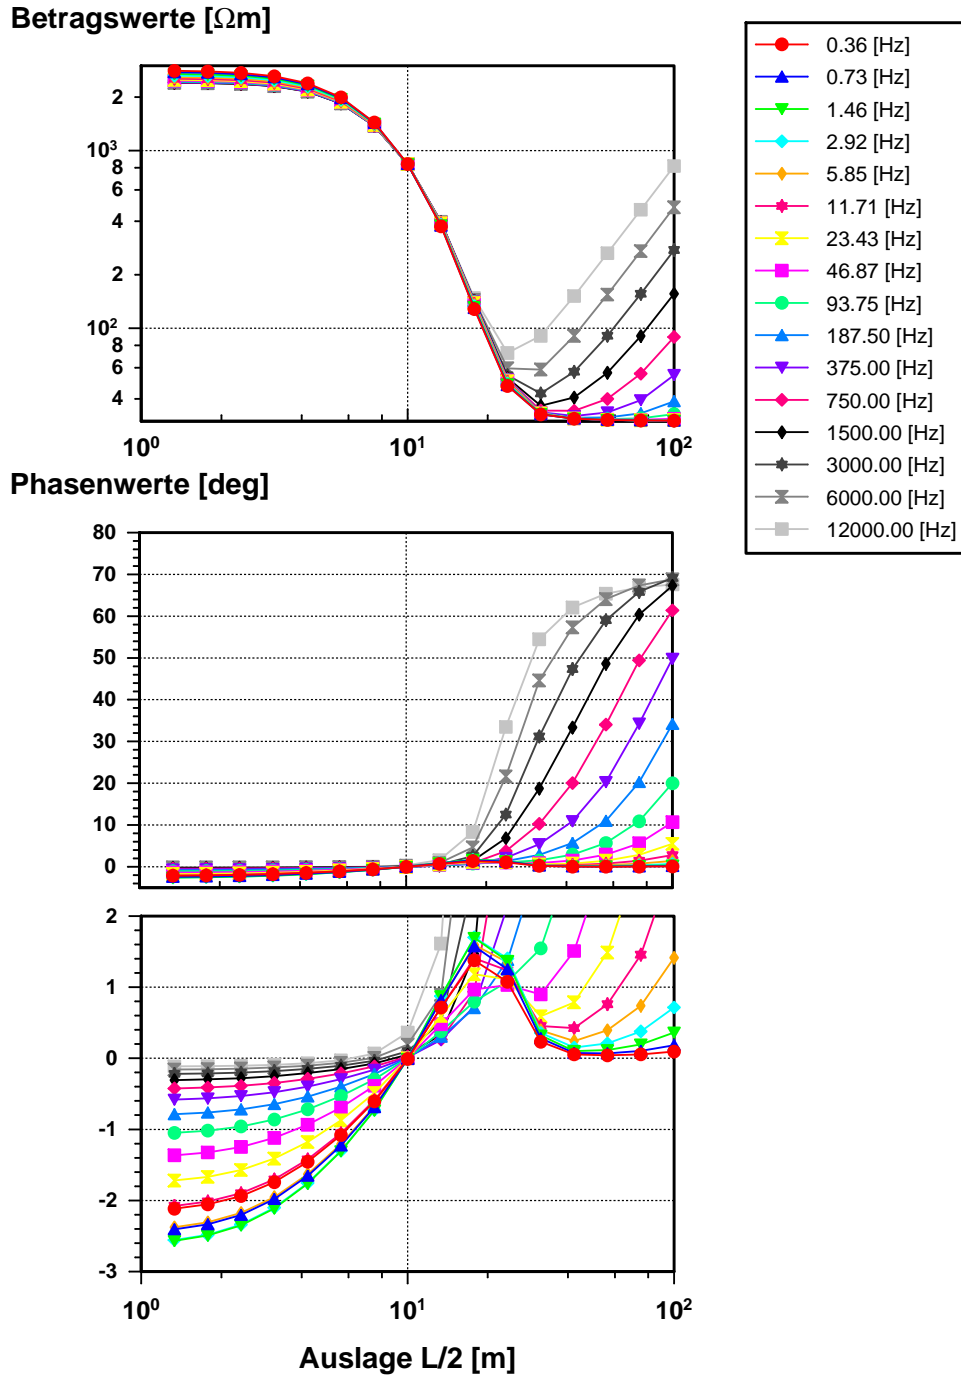 Betragswerte [Ωm]
2
10³
8
6
4
2
10²
8
6
4
10⁰
10¹
10²
0.36 [Hz]
0.73 [Hz]
1.46 [Hz]
2.92 [Hz]
5.85 [Hz]
11.71 [Hz]
23.43 [Hz]
46.87 [Hz]
93.75 [Hz]
187.50 [Hz]
375.00 [Hz]
750.00 [Hz]
1500.00 [Hz]
3000.00 [Hz]
6000.00 [Hz]
12000.00 [Hz]
Phasenwerte [deg]
80
70
60
50
40
30
20
10
0
2
1
0
-1
-2
-3
10⁰
10¹
10²
Auslage L/2 [m]